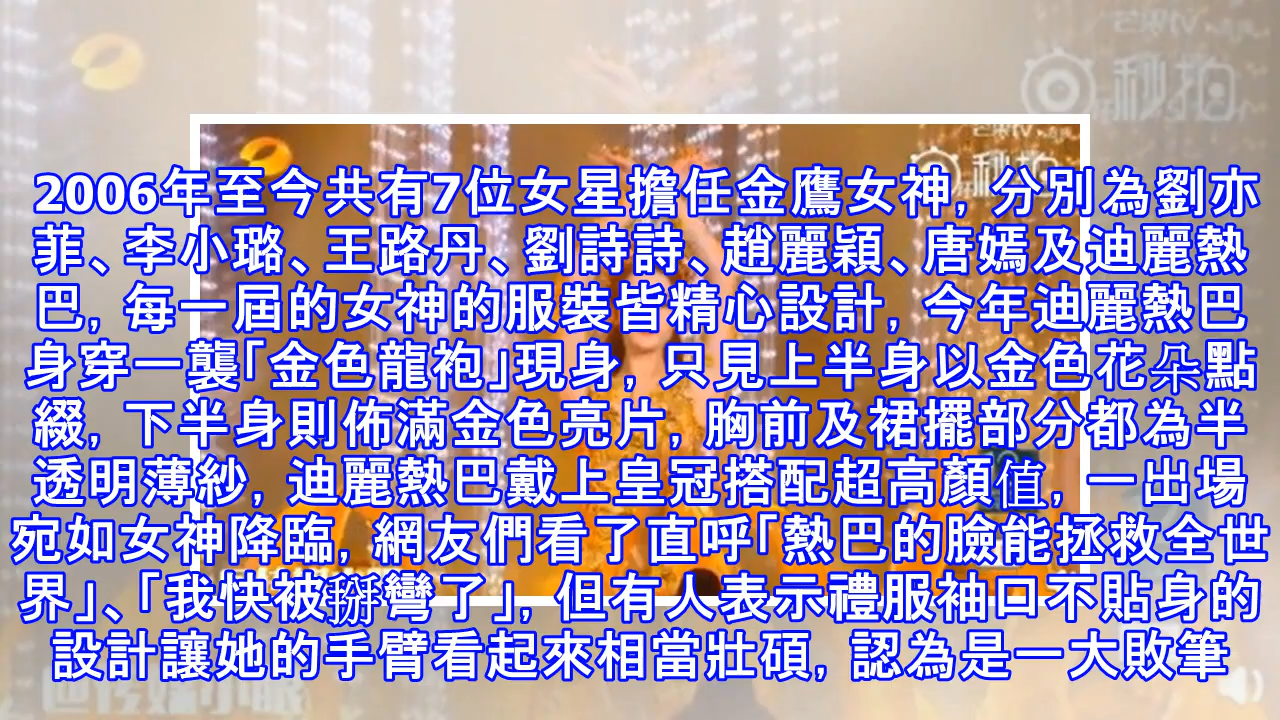 秒拍
秒拍
2006年至今共有7位女星擔任金鷹女神, 分別為劉亦
菲、李小璐、王路丹、劉詩詩、趙麗穎、唐嫣及迪麗熱
巴, 每一屆的女神的服裝皆精心設計, 今年迪麗熱巴
身穿一襲「金色龍袍」現身, 只見上半身以金色花朵點
綴, 下半身則佈滿金色亮片, 胸前及裙擺部分都為半
透明薄紗, 迪麗熱巴戴上皇冠搭配超高顏值, 一出場
宛如女神降臨, 網友們看了直呼「熱巴的臉能拯救全世
界」、「我快被掰彎了」, 但有人表示禮服袖口不貼身的
設計讓她的手臂看起來相當壯碩, 認為是一大敗筆